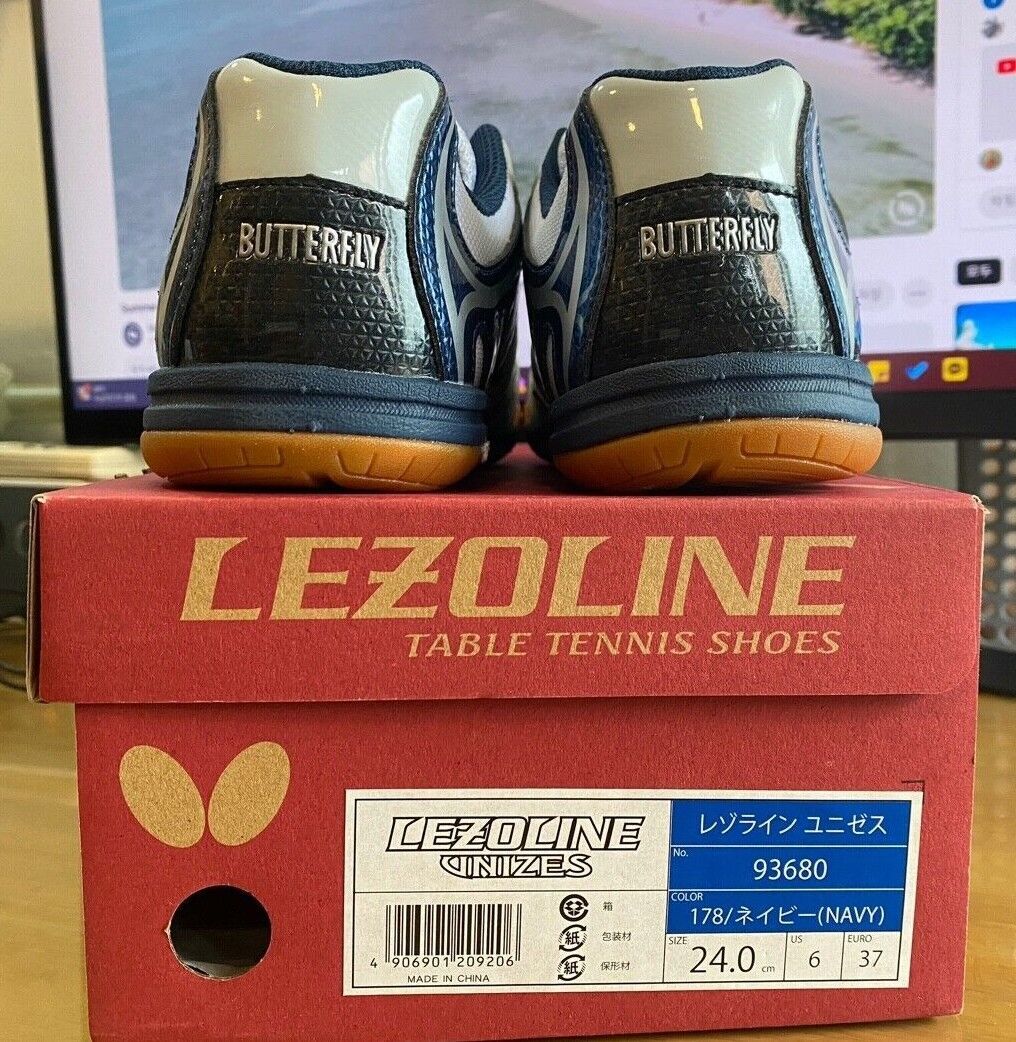 BUTTERFLY
BUTTERFLY
LEZOLINE
TABLE TENNIS SHOES
LEZOLINE
UNIZES
レゾライン ユニゼス
No.
93680
COLOR
178/ネイビー(NAVY)
SIZE
24.0 cm
US
6
EURO
37
箱
紙 包装材
紙 保形材
4 906901 209206
MADE IN CHINA